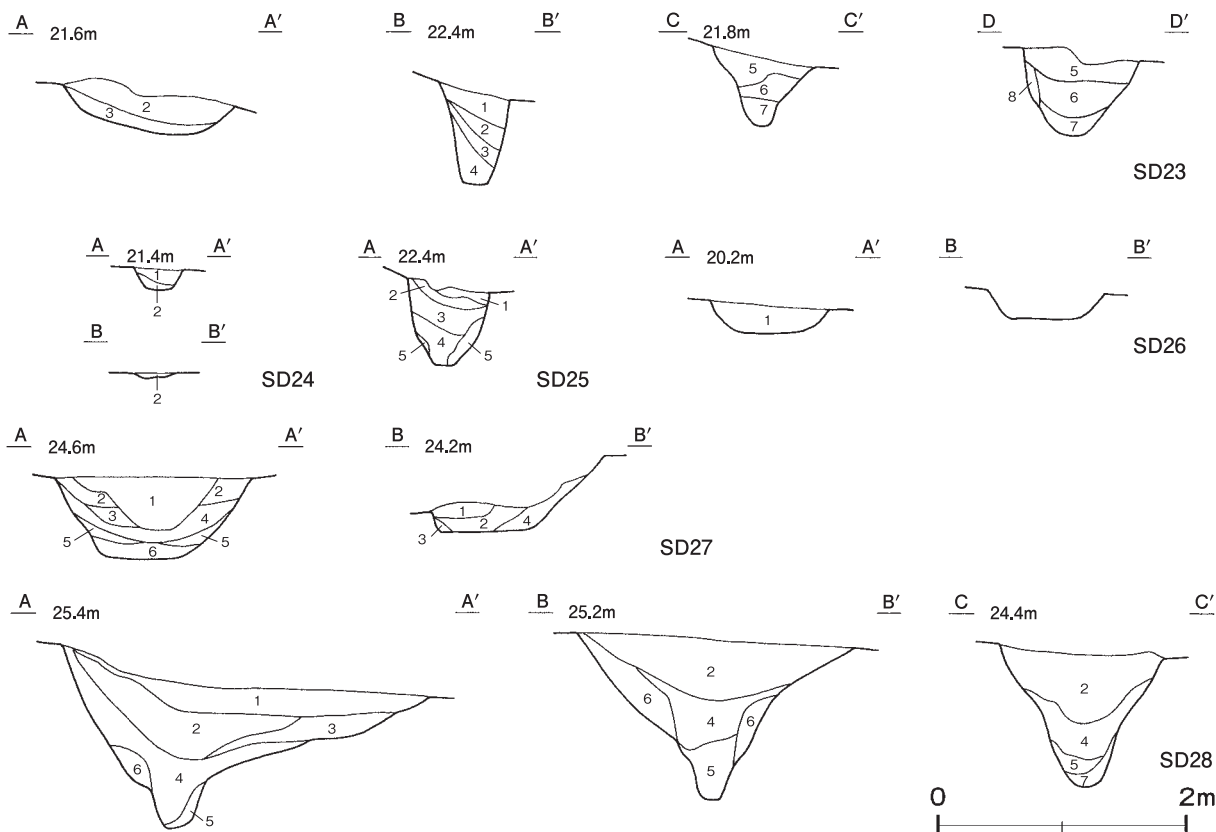 A 21.6m A′
2
3
B 22.4m B′
1
2
3
4
C 21.8m C′
5
6
7
D D′
5
8
6
7
SD23
A 21.4m A′
1
2
B B′
2
SD24
A 22.4m A′
2
1
3
4
5
5
SD25
A 20.2m A′
1
B B′
SD26
A 24.6m A′
2
1
2
3
4
5
5
6
B 24.2m B′
1
2
4
3
SD27
A 25.4m A′
1
2
3
6
4
5
B 25.2m B′
2
6
4
6
5
C 24.4m C′
2
4
5
7
SD28
0 2m